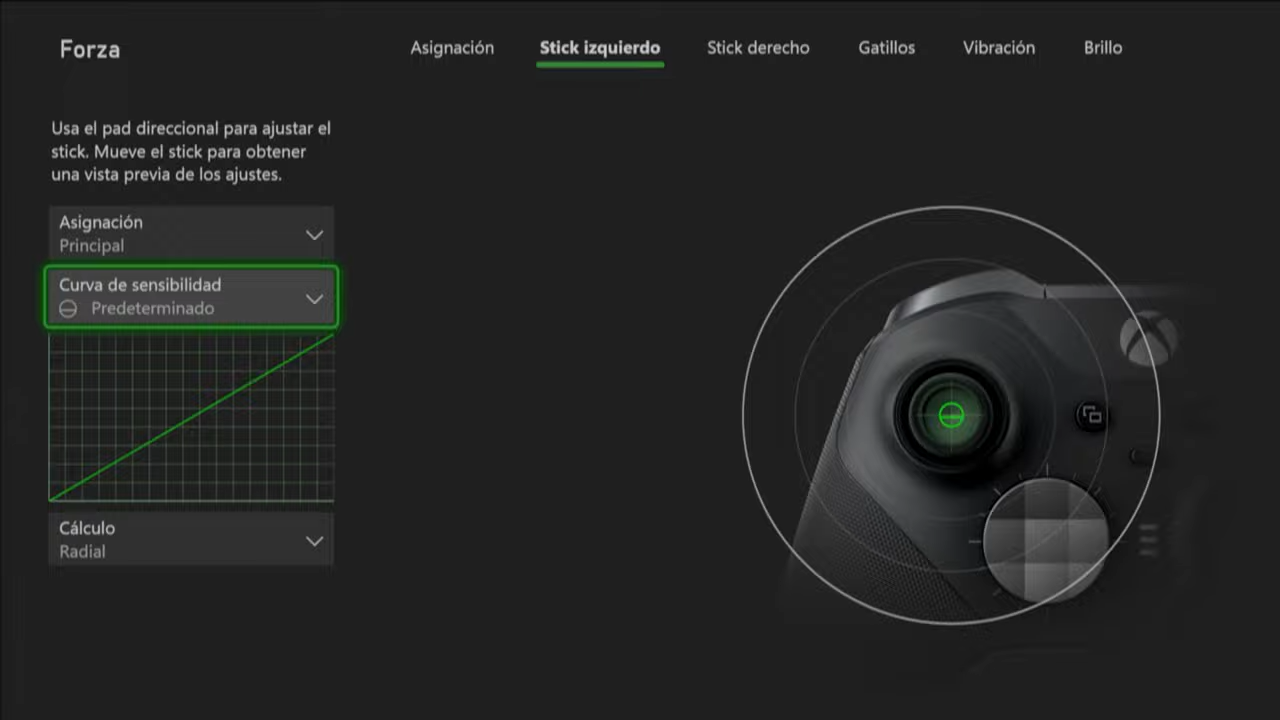 Forza
Asignación
Stick izquierdo
Stick derecho
Gatillos
Vibración
Brillo
Usa el pad direccional para ajustar el
stick. Mueve el stick para obtener
una vista previa de los ajustes.
Asignación
Principal
Curva de sensibilidad
Predeterminado
Cálculo
Radial